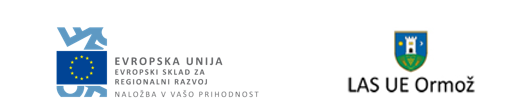 EVROPSKA UNIJA
EVROPSKI SKLAD ZA
REGIONALNI RAZVOJ
NALOŽBA V VAŠO PRIHODNOST
LAS UE Ormož